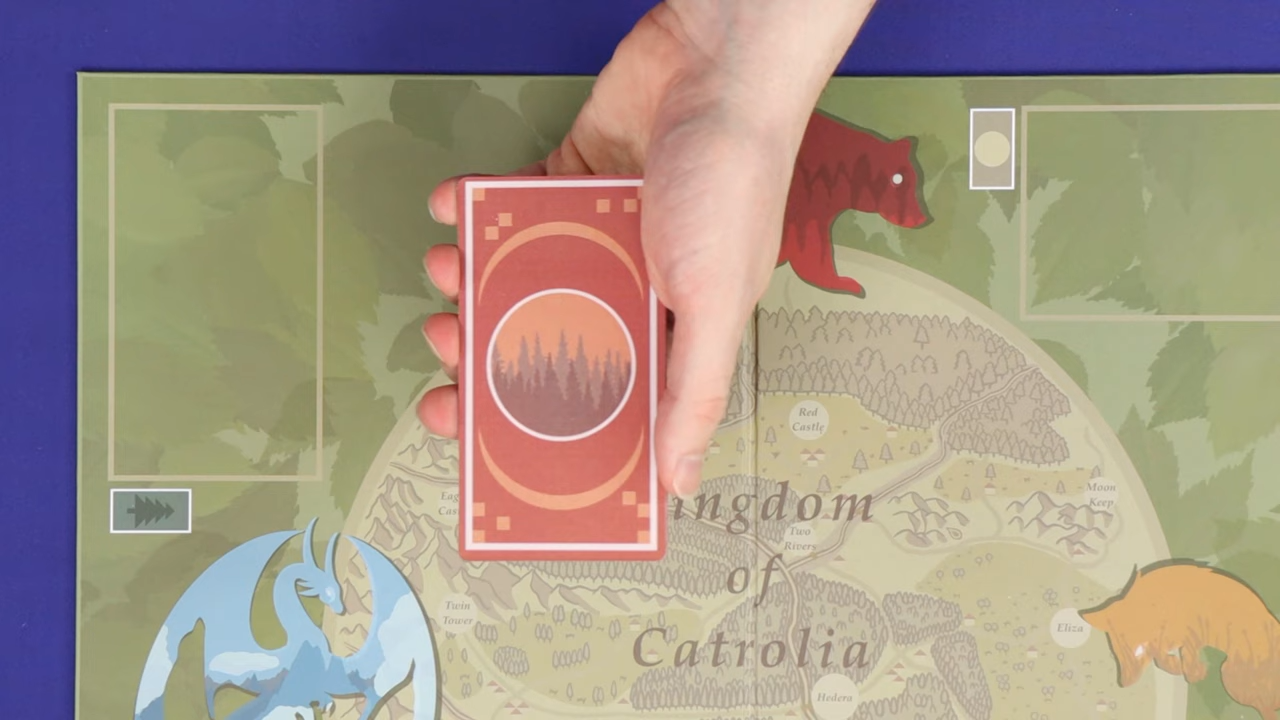 Red
Castle
Moon
Keep
ingdom
Two
Rivers
of
Twin
Tower
Eliza
Catrolia
Hedera